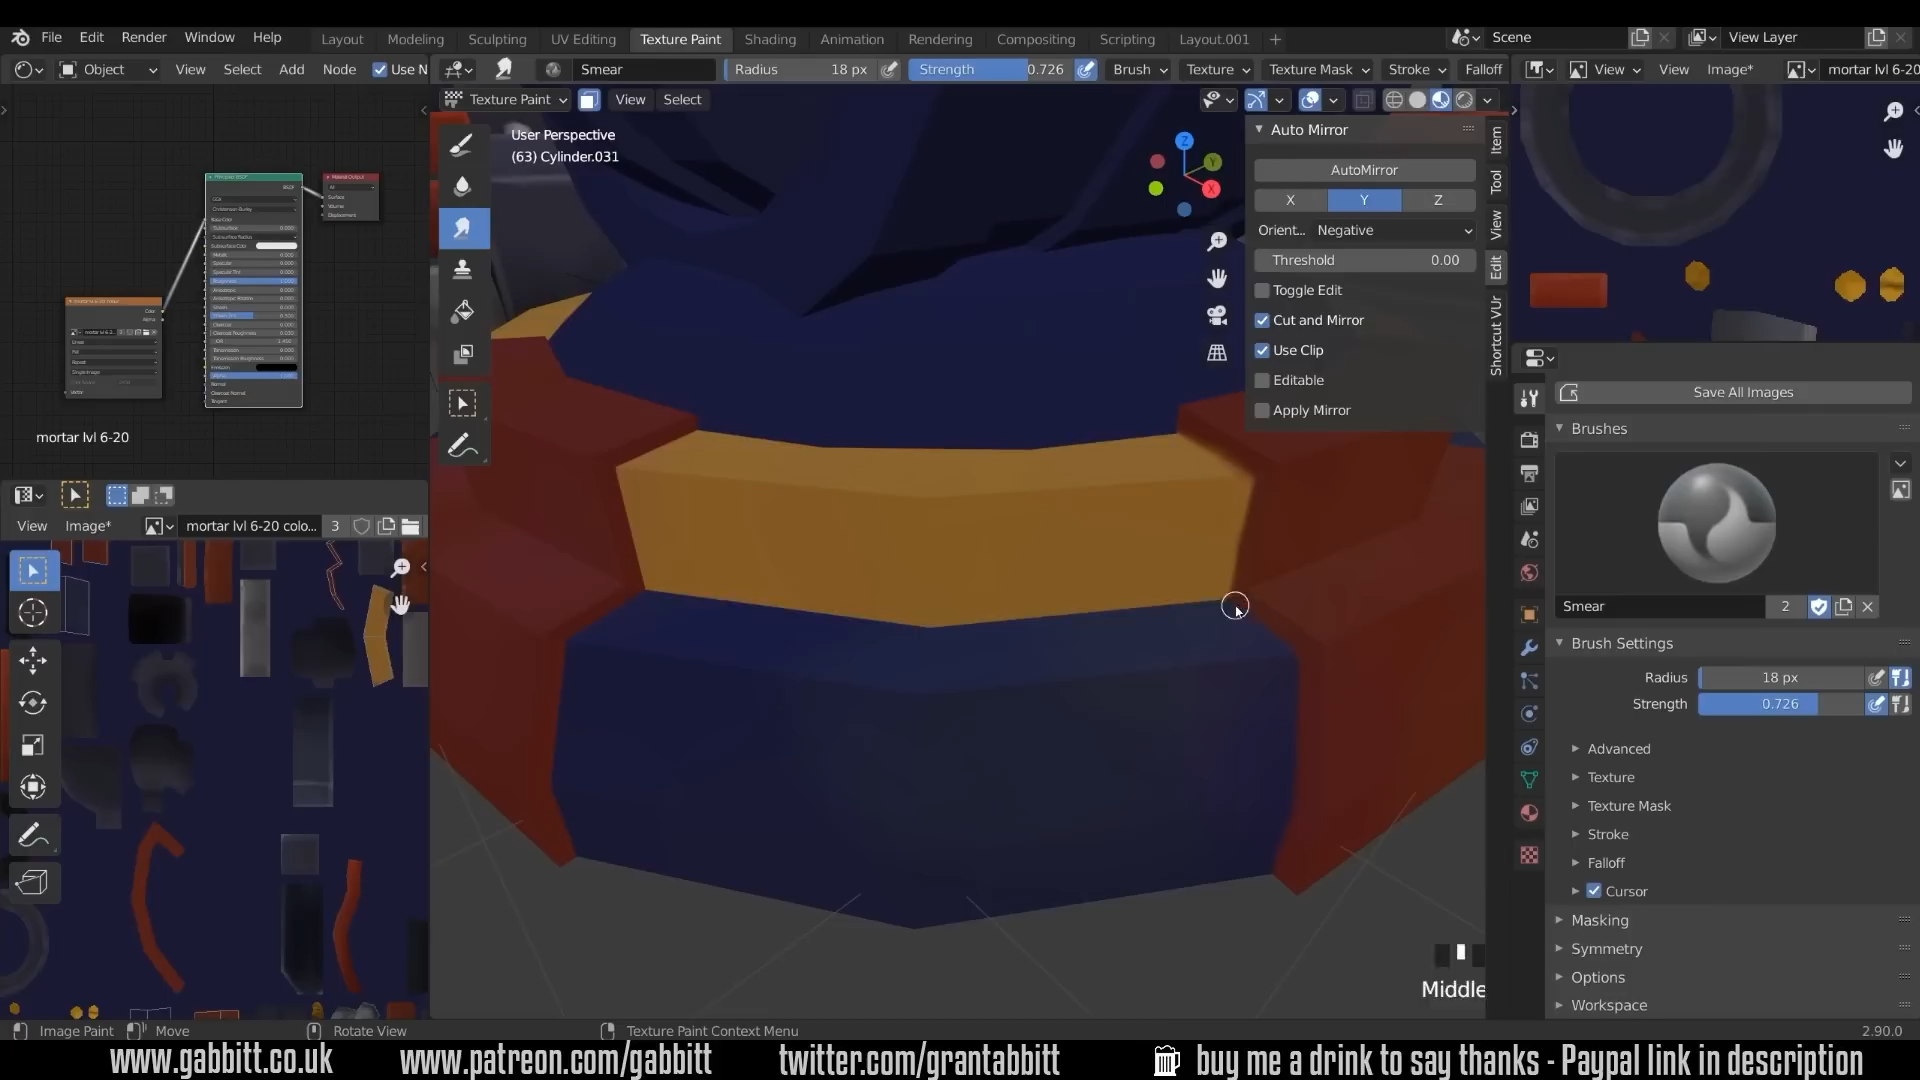 File Edit Render Window Help Layout Modeling Sculpting UV Editing Texture Paint Shading Animation Rendering Compositing Scripting Layout.001 + Scene View Layer
Object View Select Add Node Use N Smear Radius 18 px Strength 0.726 Brush Texture Texture Mask Stroke Falloff View View Image* mortar lvl 6-20
Texture Paint View Select
User Perspective
(63) Cylinder.031
Z
Y
X
Auto Mirror
AutoMirror
X Y Z
Orient... Negative
Threshold 0.00
Toggle Edit
Cut and Mirror
Use Clip
Editable
Apply Mirror
Item
Tool
View
Edit
Shortcut VUr
mortar lvl 6-20
View Image* mortar lvl 6-20 colo... 3
Save All Images
Brushes
Smear 2
Brush Settings
Radius 18 px
Strength 0.726
Advanced
Texture
Texture Mask
Stroke
Falloff
Cursor
Masking
Symmetry
Options
Workspace
Middle
Image Paint Move Rotate View Texture Paint Context Menu 2.90.0
www.gabbitt.co.uk www.patreon.com/gabbitt twitter.com/grantabbitt buy me a drink to say thanks - Paypal link in description